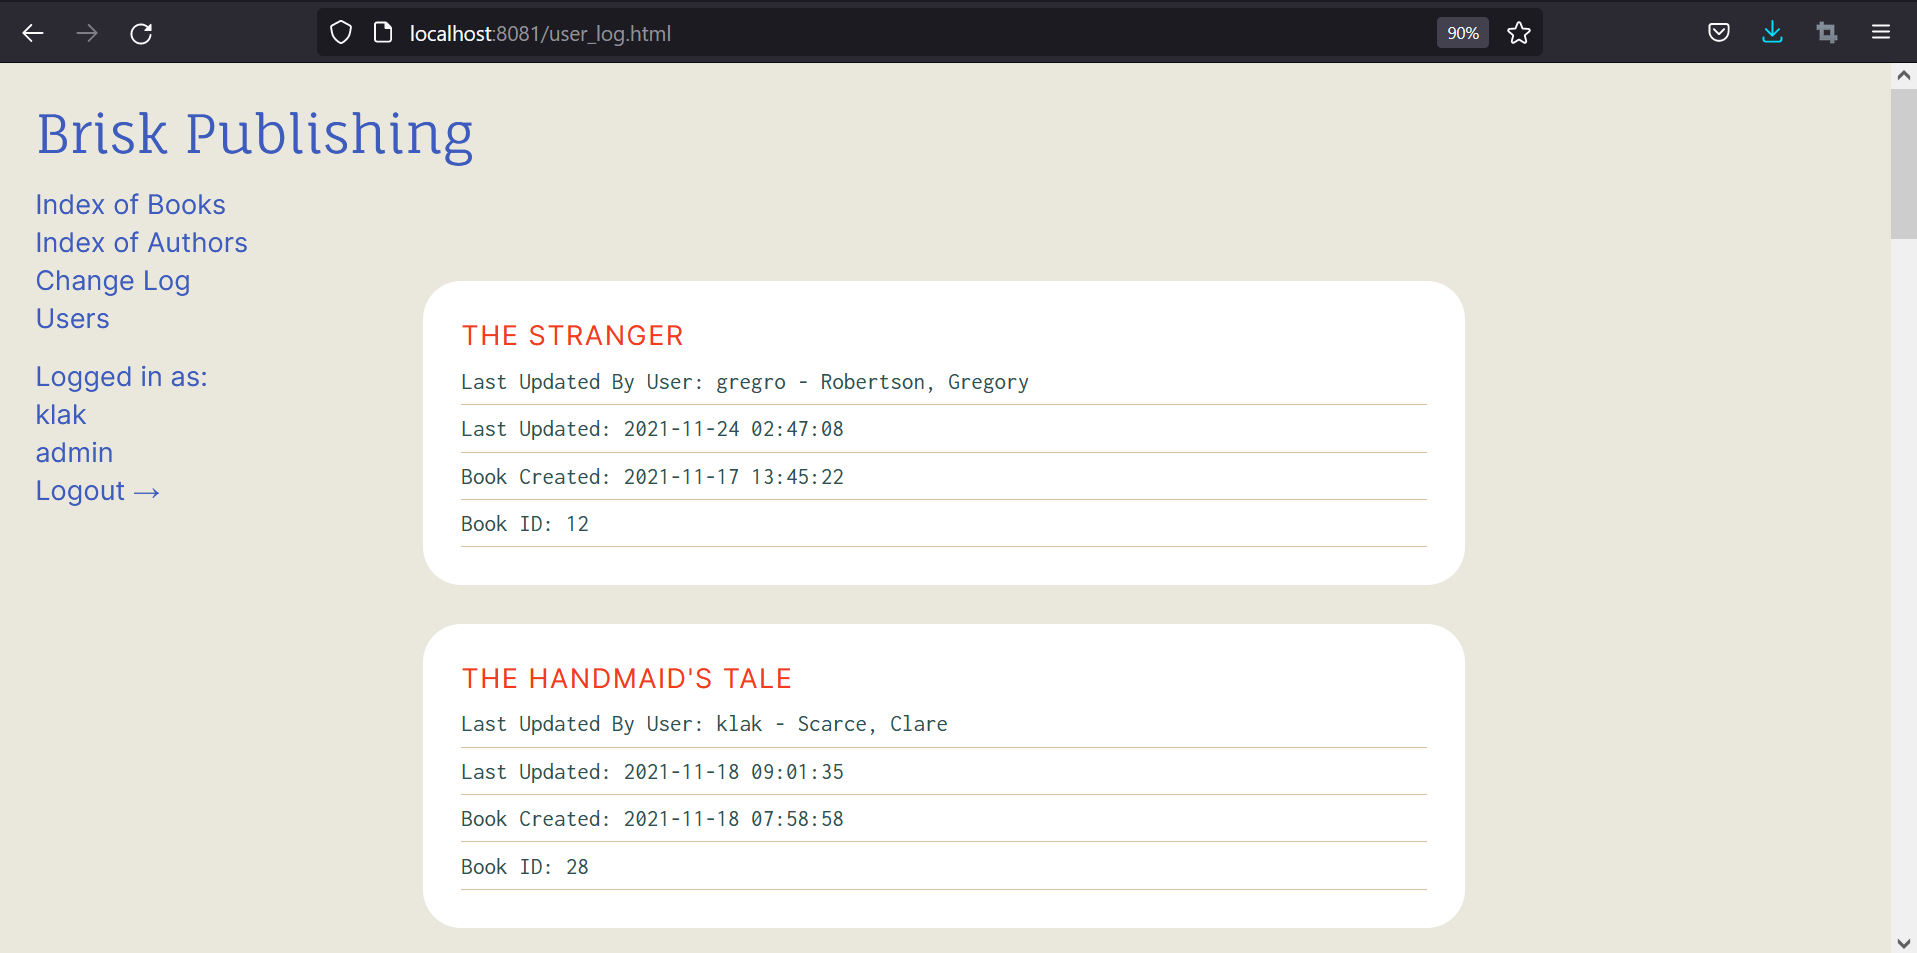 localhost:8081/user_log.html
90%
Brisk Publishing
Index of Books
Index of Authors
Change Log
Users
Logged in as:
klak
admin
Logout →
THE STRANGER
Last Updated By User: gregro - Robertson, Gregory
Last Updated: 2021-11-24 02:47:08
Book Created: 2021-11-17 13:45:22
Book ID: 12
THE HANDMAID'S TALE
Last Updated By User: klak - Scarce, Clare
Last Updated: 2021-11-18 09:01:35
Book Created: 2021-11-18 07:58:58
Book ID: 28